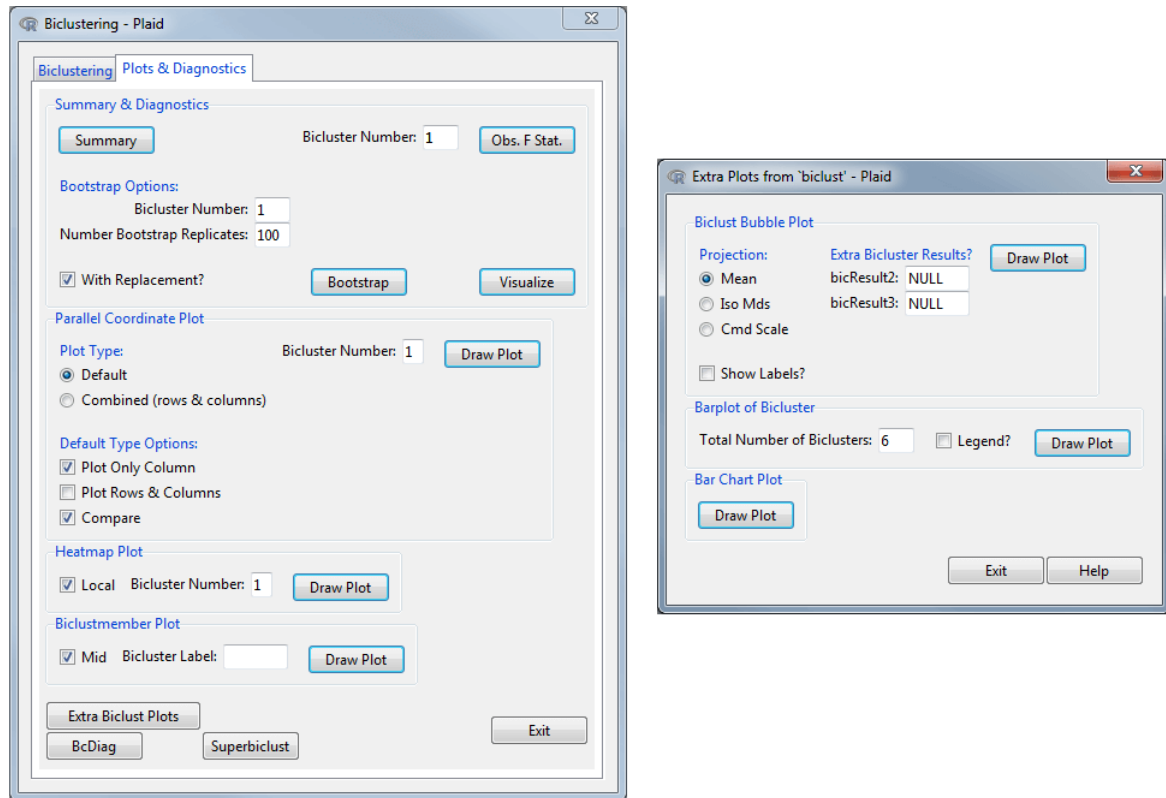 Biclustering - Plaid
Biclustering Plots & Diagnostics
Summary & Diagnostics
Summary Bicluster Number: 1 Obs. F Stat.
Bootstrap Options:
Bicluster Number: 1
Number Bootstrap Replicates: 100
With Replacement? Bootstrap Visualize
Parallel Coordinate Plot
Plot Type: Bicluster Number: 1 Draw Plot
Default
Combined (rows & columns)
Default Type Options:
Plot Only Column
Plot Rows & Columns
Compare
Heatmap Plot
Local Bicluster Number: 1 Draw Plot
Biclustmember Plot
Mid Bicluster Label: Draw Plot
Extra Biclust Plots
Exit
BcDiag Superbiclust
Extra Plots from `biclust' - Plaid
Biclust Bubble Plot
Projection: Extra Bicluster Results? Draw Plot
Mean bicResult2: NULL
Iso Mds bicResult3: NULL
Cmd Scale
Show Labels?
Barplot of Bicluster
Total Number of Biclusters: 6 Legend? Draw Plot
Bar Chart Plot
Draw Plot
Exit Help